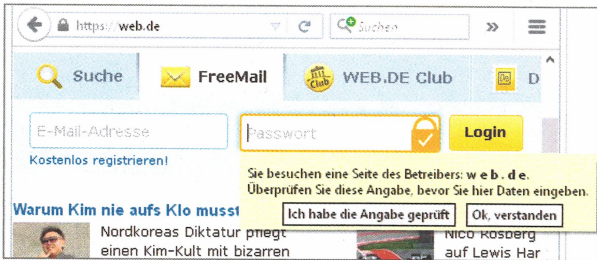 https://web.de
Suchen
Suche
FreeMail
WEB.DE Club
D
E-Mail-Adresse
Passwort
Login
Kostenlos registrieren!
Sie besuchen eine Seite des Betreibers: web.de.
Überprüfen Sie diese Angabe, bevor Sie hier Daten eingeben.
Ich habe die Angabe geprüft
Ok, verstanden
Warum Kim nie aufs Klo musst
Nordkoreas Diktatur pflegt
einen Kim-Kult mit bizarren
Nico Rosberg
auf Lewis Har